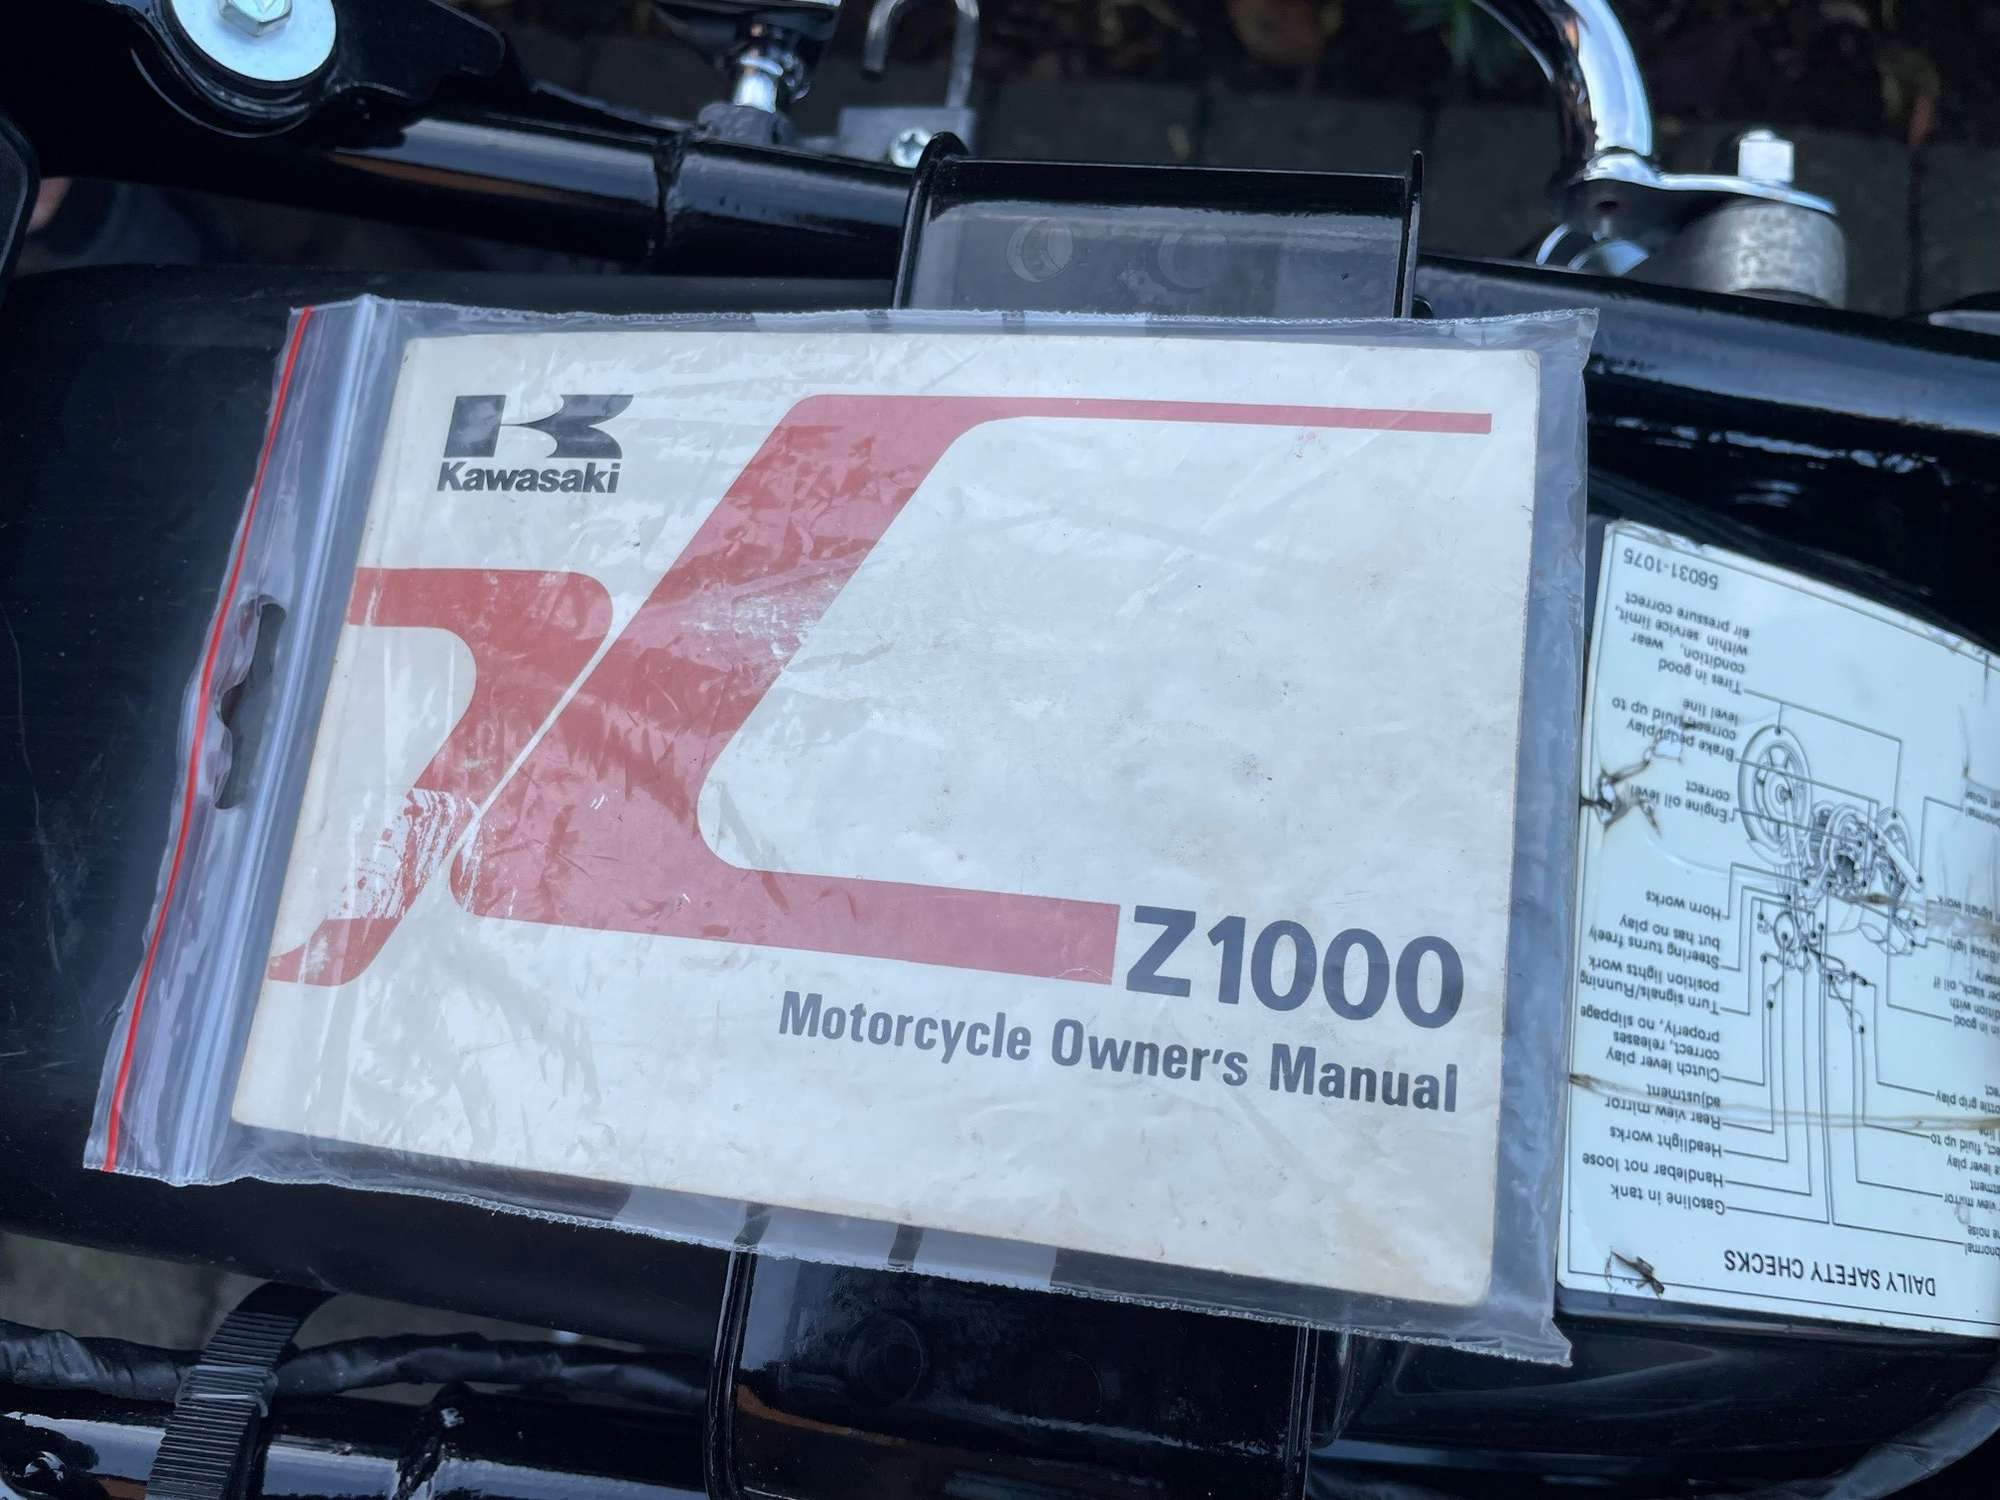 Kawasaki
Z1000
Motorcycle Owner's Manual
DAILY SAFETY CHECKS
Gasoline in tank
Handlebar not loose
Headlight works
Rear view mirror
adjustment
Clutch lever play
correct, releases
properly, no slippage
Turn signals/Running
position lights work
Steering turns freely
but has no play
Horn works
Engine oil level
correct
Brake pedal play
correct, fluid up to
level line
Tires in good
condition, wear
within service limit,
air pressure correct
56031-1075